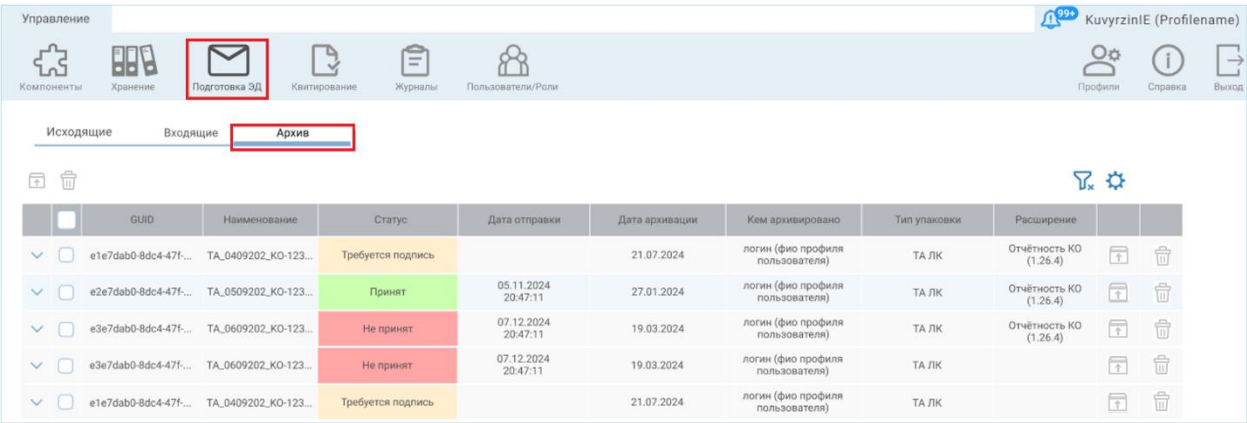 Управление
99+
KuvyrzinIE (Profilename)
Компоненты Хранение Подготовка ЭД Квитирование Журналы Пользователи/Роли Профили Справка Выход
Исходящие Входящие Архив
GUID Наименование Статус Дата отправки Дата архивации Кем архивировано Тип упаковки Расширение
e1e7dab0-8dc4-47f-... TA_0409202_KO-123... Требуется подпись 21.07.2024 логин (фио профиля пользователя) ТА ЛК Отчётность КО (1.26.4)
e2e7dab0-8dc4-47f-... TA_0509202_KO-123... Принят 05.11.2024 20:47:11 27.01.2024 логин (фио профиля пользователя) ТА ЛК Отчётность КО (1.26.4)
e3e7dab0-8dc4-47f-... TA_0609202_KO-123... Не принят 07.12.2024 20:47:11 19.03.2024 логин (фио профиля пользователя) ТА ЛК Отчётность КО (1.26.4)
e3e7dab0-8dc4-47f-... TA_0609202_KO-123... Не принят 07.12.2024 20:47:11 19.03.2024 логин (фио профиля пользователя) ТА ЛК
e1e7dab0-8dc4-47f-... TA_0409202_KO-123... Требуется подпись 21.07.2024 логин (фио профиля пользователя) ТА ЛК